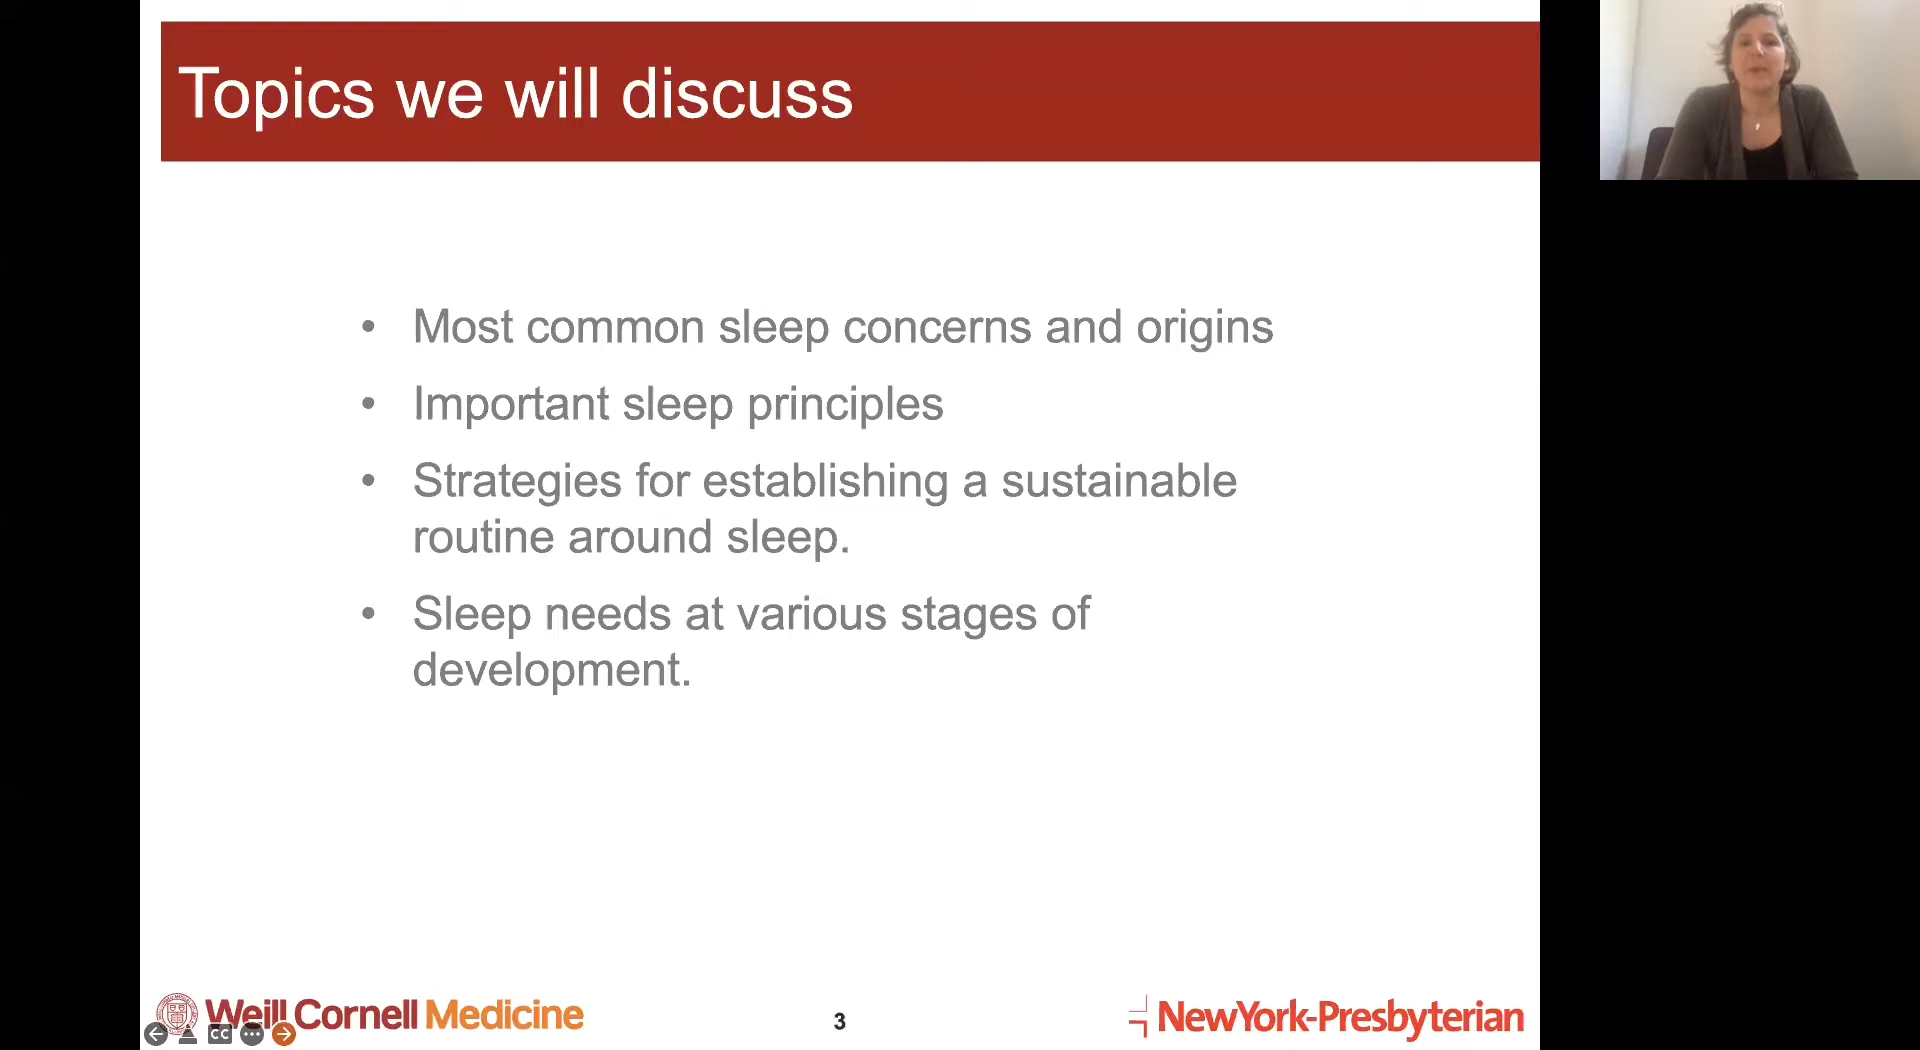 Topics we will discuss
• Most common sleep concerns and origins
• Important sleep principles
• Strategies for establishing a sustainable
routine around sleep.
• Sleep needs at various stages of
development.
Weill Cornell Medicine
CC
3
NewYork-Presbyterian